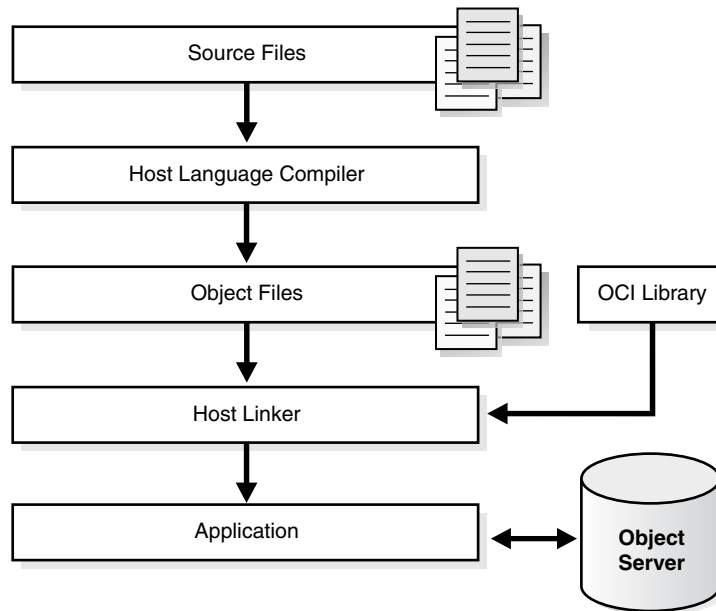 Source Files
Host Language Compiler
Object Files
OCI Library
Host Linker
Application
Object
Server